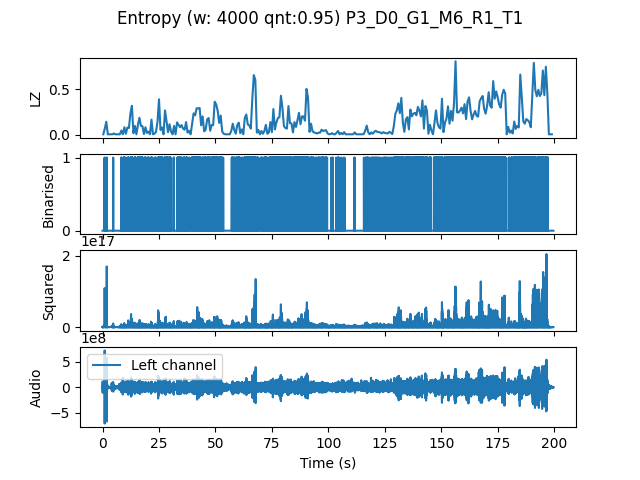 Entropy (w: 4000 qnt:0.95) P3_D0_G1_M6_R1_T1
LZ
0.5
0.0
Binarised
1
0
1e17
Squared
2
0
1e8
Audio
5
0
−5
Left channel
0 25 50 75 100 125 150 175 200
Time (s)